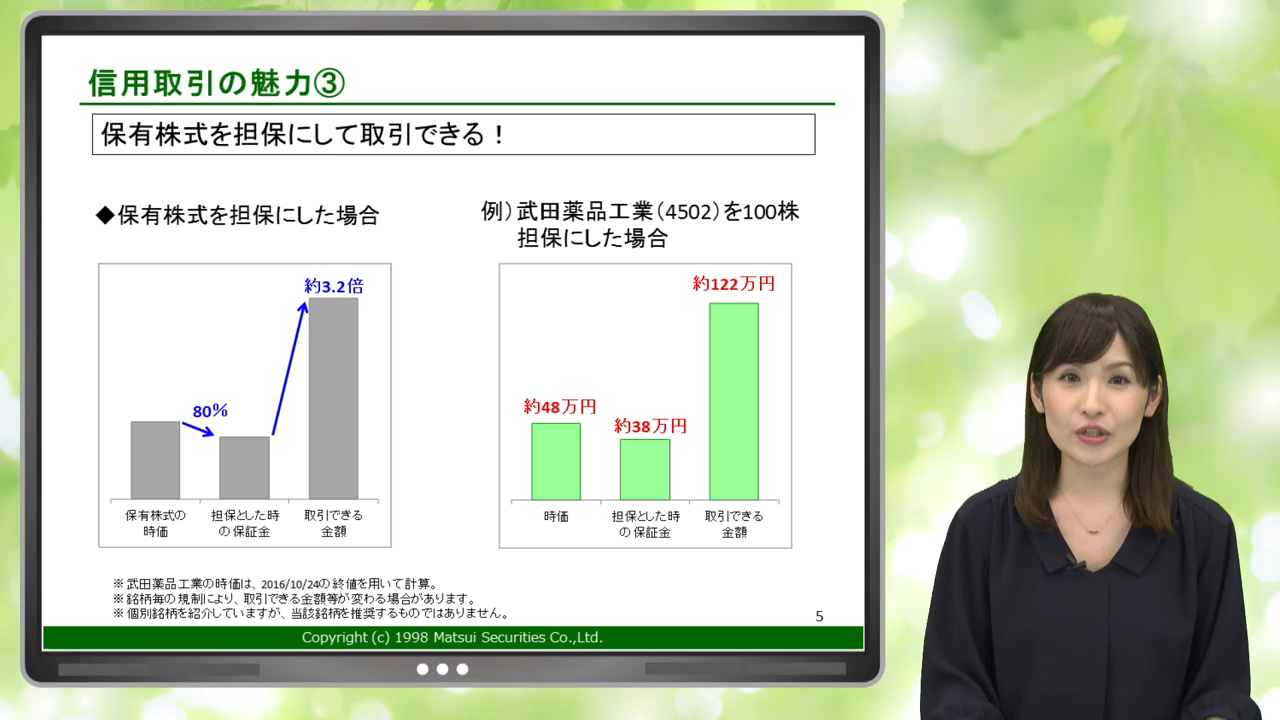 信用取引の魅力③
保有株式を担保にして取引できる！
◆保有株式を担保にした場合
約3.2倍
80%
保有株式の
時価
担保とした時
の保証金
取引できる
金額
例）武田薬品工業（4502）を100株
担保にした場合
約122万円
約48万円
約38万円
時価
担保とした時
の保証金
取引できる
金額
※武田薬品工業の時価は、2016/10/24の終値を用いて計算。
※銘柄毎の規制により、取引できる金額等が変わる場合があります。
※個別銘柄を紹介していますが、当該銘柄を推奨するものではありません。
5
Copyright (c) 1998 Matsui Securities Co.,Ltd.